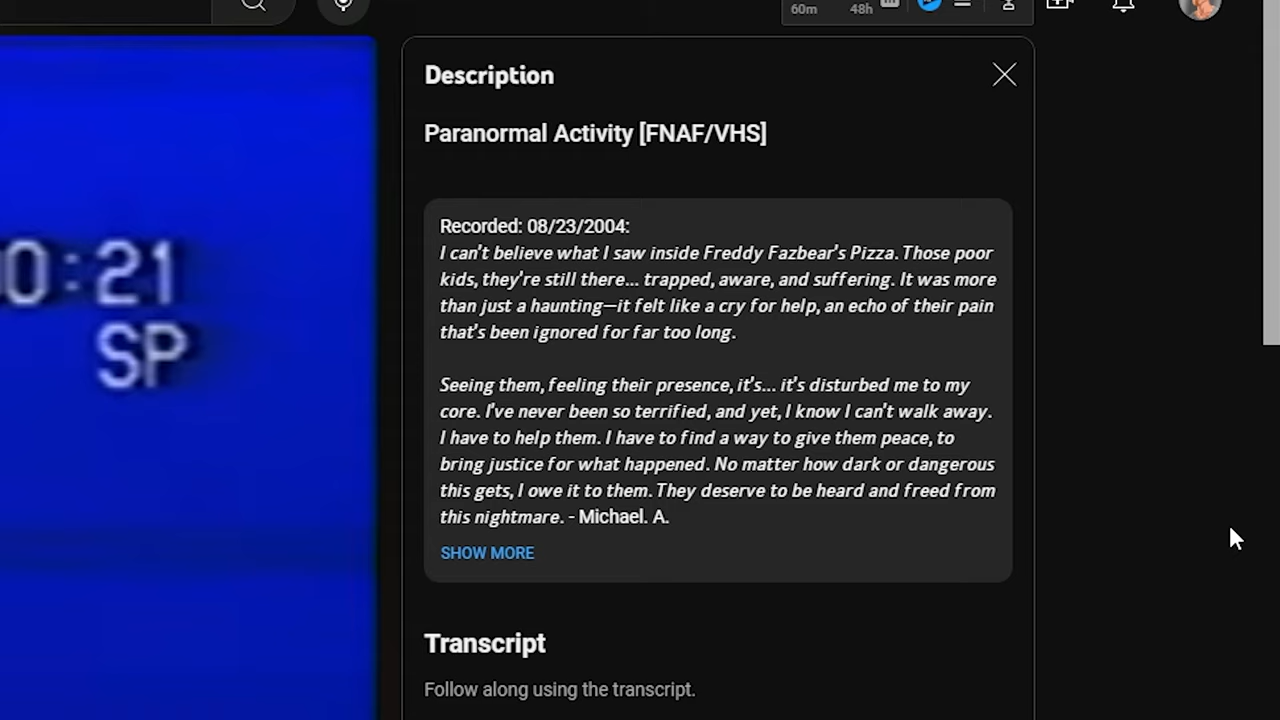 60m 48h
Description
Paranormal Activity [FNAF/VHS]
0:21
SP
Recorded: 08/23/2004:
I can't believe what I saw inside Freddy Fazbear's Pizza. Those poor
kids, they're still there... trapped, aware, and suffering. It was more
than just a haunting—it felt like a cry for help, an echo of their pain
that's been ignored for far too long.
Seeing them, feeling their presence, it's... it's disturbed me to my
core. I've never been so terrified, and yet, I know I can't walk away.
I have to help them. I have to find a way to give them peace, to
bring justice for what happened. No matter how dark or dangerous
this gets, I owe it to them. They deserve to be heard and freed from
this nightmare. - Michael. A.
SHOW MORE
Transcript
Follow along using the transcript.